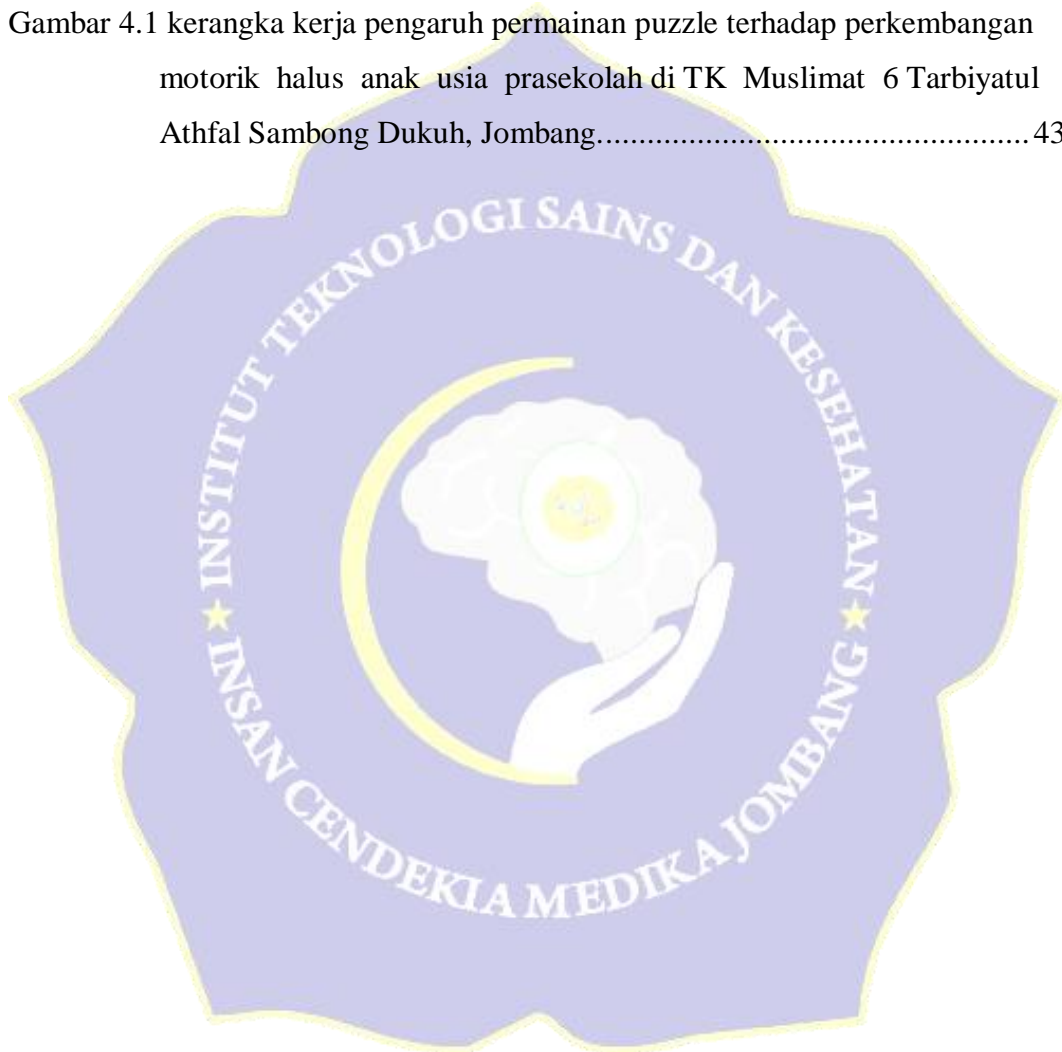 Gambar 4.1 kerangka kerja pengaruh permainan puzzle terhadap perkembangan
motorik halus anak usia prasekolah di TK Muslimat 6 Tarbiyatul
Athfal Sambong Dukuh, Jombang................................................... 43
INSTITUT TEKNOLOGI SAINS DAN KESEHATAN
INSAN CENDEKIA MEDIKA JOMBANG